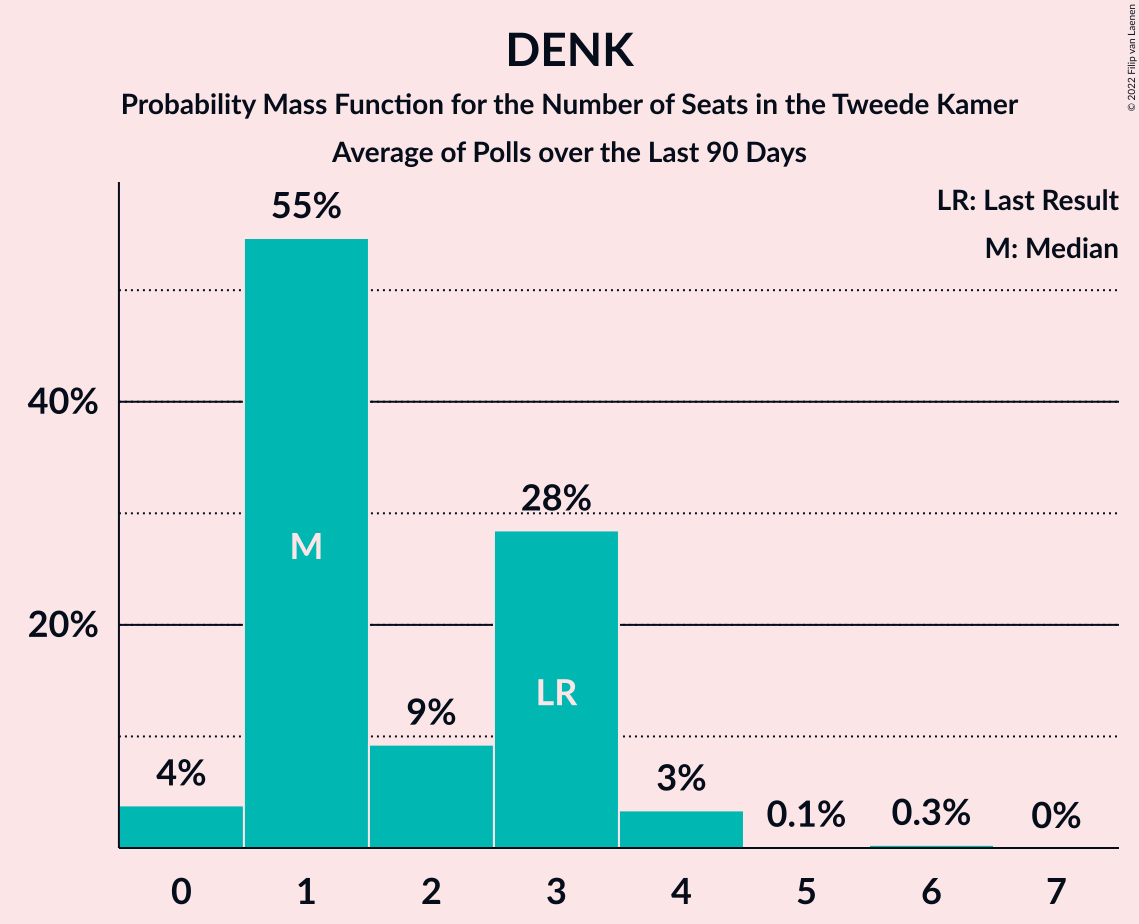 DENK
Probability Mass Function for the Number of Seats in the Tweede Kamer
Average of Polls over the Last 90 Days
© 2022 Filip van Laenen
LR: Last Result
M: Median
55%
40%
28%
20%
9%
4%
3%
0.1%
0.3%
0%
M
LR
0 1 2 3 4 5 6 7